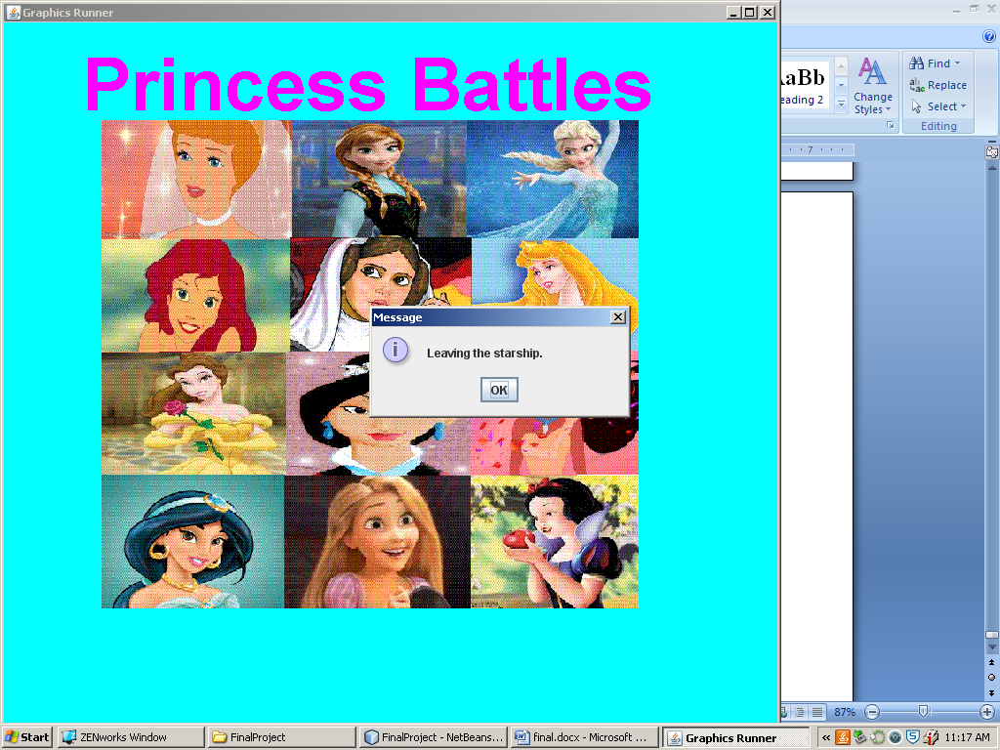 Graphics Runner
Princess Battles
Message
Leaving the starship.
OK
AaBb
eading 2
Change
Styles
Find
Replace
Select
Editing
7
87%
Start
ZENworks Window
FinalProject
FinalProject - NetBeans...
final.docx - Microsoft ...
Graphics Runner
11:17 AM